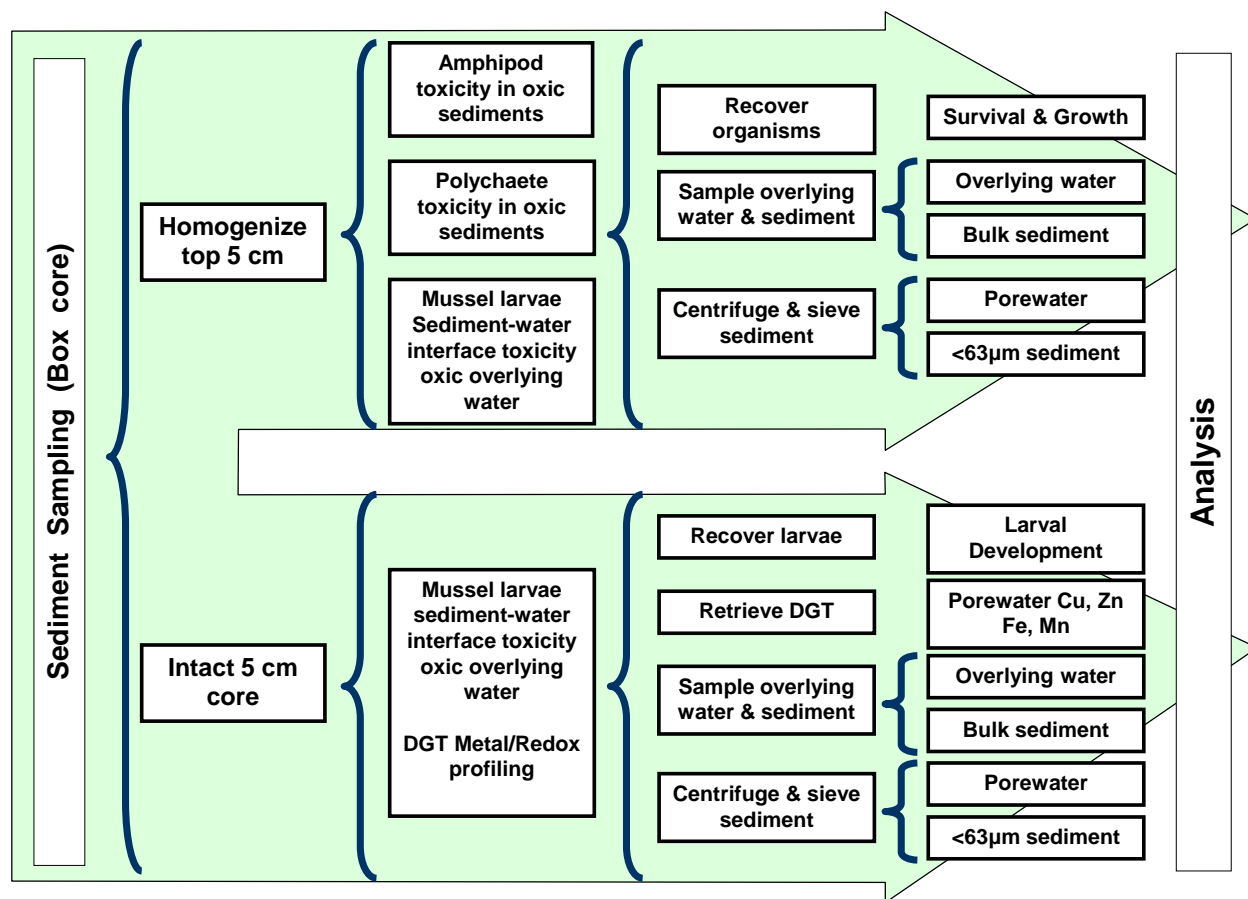 Sediment Sampling (Box core)
Homogenize
top 5 cm
Amphipod
toxicity in oxic
sediments
Polychaete
toxicity in oxic
sediments
Mussel larvae
Sediment-water
interface toxicity
oxic overlying
water
Recover
organisms
Sample overlying
water & sediment
Centrifuge & sieve
sediment
Survival & Growth
Overlying water
Bulk sediment
Porewater
<63µm sediment
Intact 5 cm
core
Mussel larvae
sediment-water
interface toxicity
oxic overlying
water
DGT Metal/Redox
profiling
Recover larvae
Retrieve DGT
Sample overlying
water & sediment
Centrifuge & sieve
sediment
Larval
Development
Porewater Cu, Zn
Fe, Mn
Overlying water
Bulk sediment
Porewater
<63µm sediment
Analysis